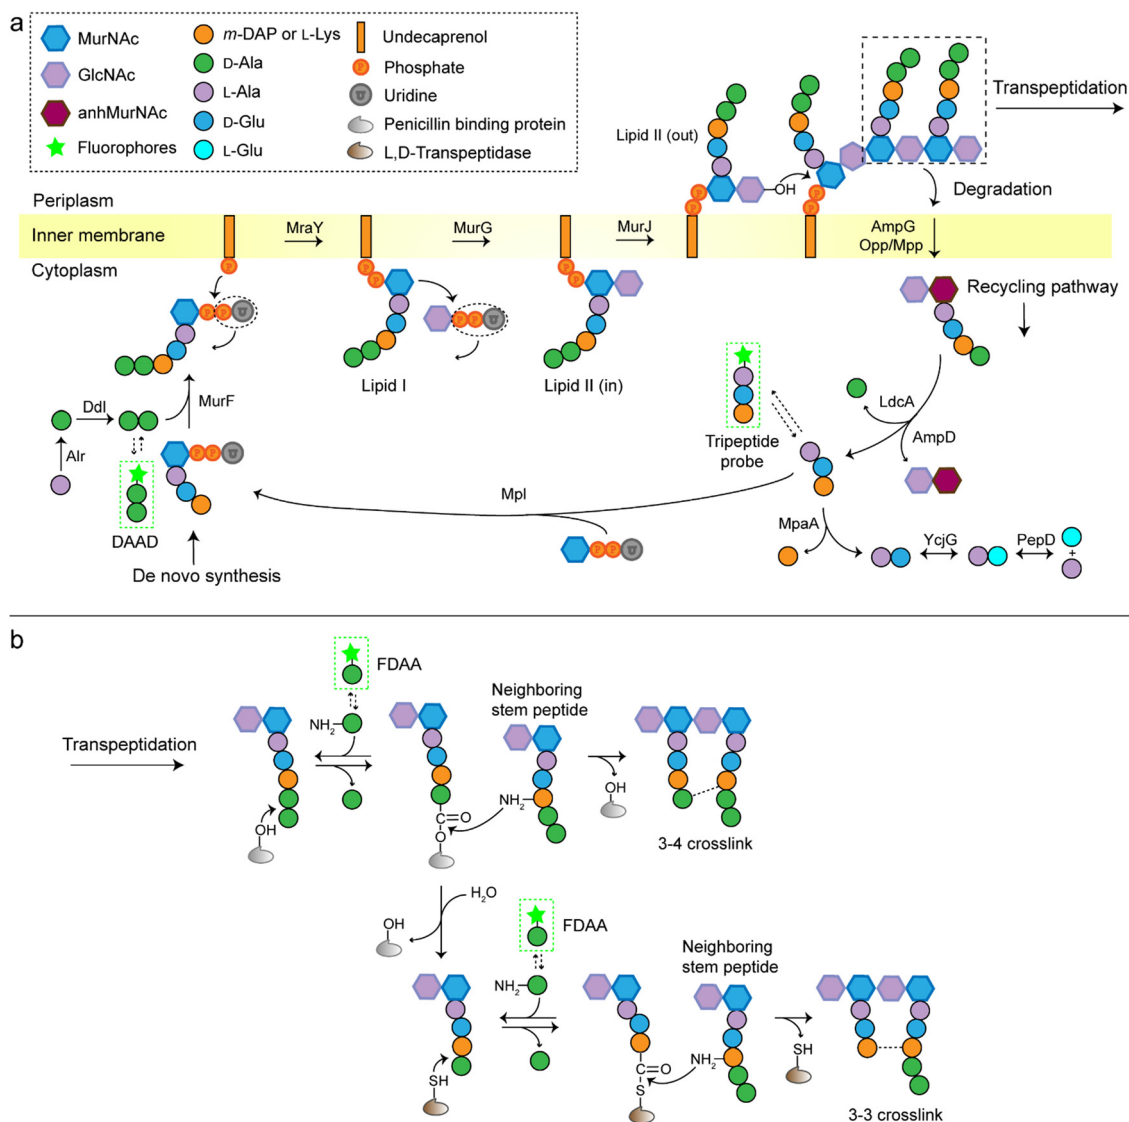 a
MurNAc
GlcNAc
anhMurNAc
Fluorophores
m-DAP or L-Lys
D-Ala
L-Ala
D-Glu
L-Glu
Undecaprenol
P Phosphate
U Uridine
Penicillin binding protein
L,D-Transpeptidase
Lipid II (out)
OH
P
P
P
P
Transpeptidation
Degradation
Periplasm
Inner membrane
Cytoplasm
MraY
MurG
MurJ
AmpG
Opp/Mpp
P
P
P
U
P
P
Lipid I
P
P
U
P
P
Lipid II (in)
Recycling pathway
LdcA
AmpD
Tripeptide
probe
Ddl
MurF
Alr
P
P
U
DAAD
De novo synthesis
Mpl
P
P
U
MpaA
YcjG
PepD
+
b
Transpeptidation
FDAA
NH2
OH
C=O
O
Neighboring
stem peptide
NH2
OH
3-4 crosslink
H2O
OH
FDAA
NH2
SH
C=O
S
Neighboring
stem peptide
NH2
SH
3-3 crosslink